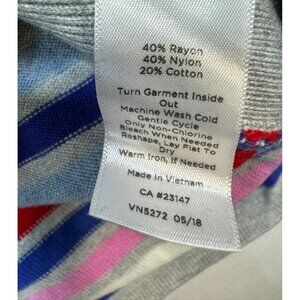 40% Rayon
40% Nylon
20% Cotton
Turn Garment Inside
Out
Machine Wash Cold
Gentle Cycle
Only Non-Chlorine
Bleach When Needed
Reshape, Lay Flat To
Dry
Warm Iron, If Needed
Made In Vietnam
CA #23147
VN5272 05/18